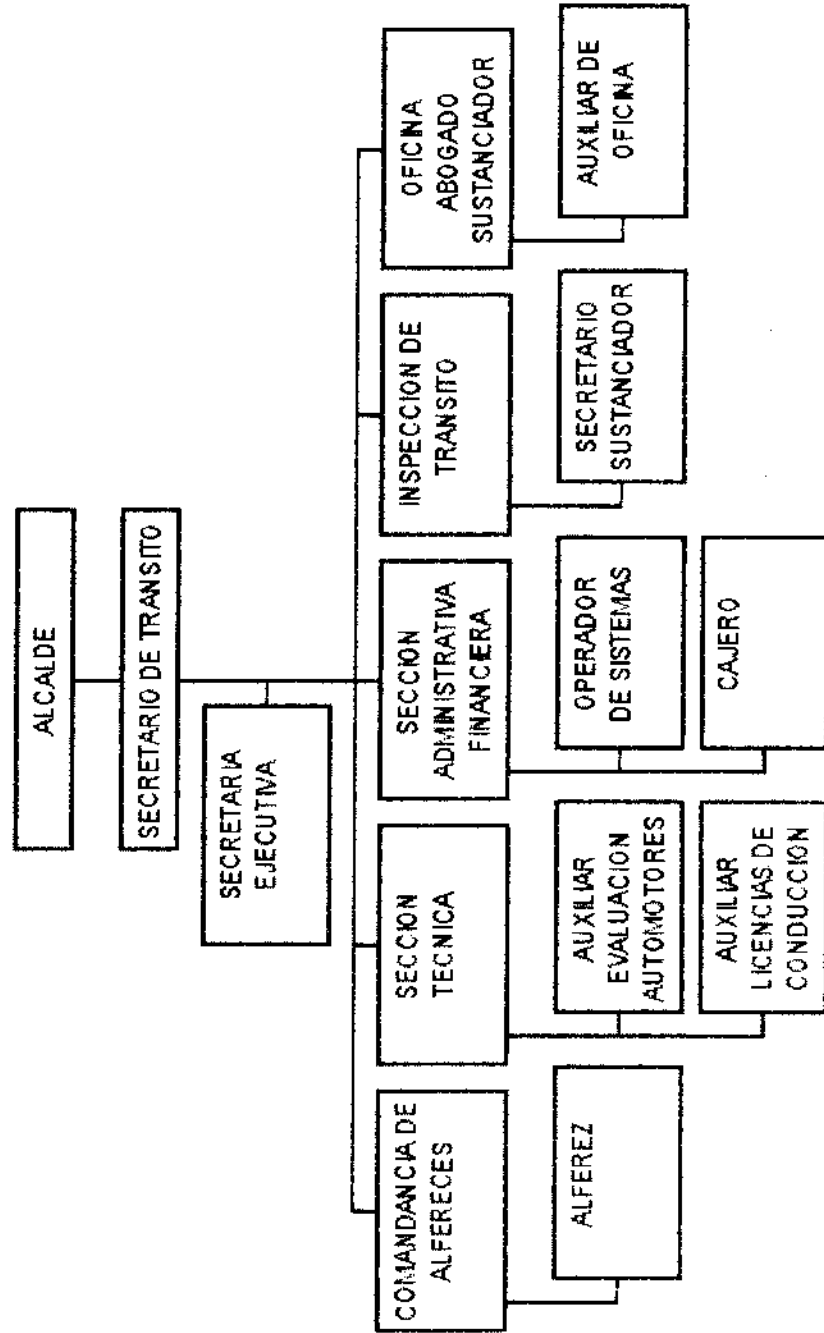 ALCALDE
SECRETARIO DE TRANSITO
SECRETARIA
EJECUTIVA
COMANDANCIA DE
ALFERECES
SECCION
TECNICA
SECCION
ADMINISTRATIVA
FINANCIERA
INSPECCION DE
TRANSITO
OFICINA
ABOGADO
SUSTANCIADOR
ALFEREZ
AUXILIAR
EVALUACION
AUTOMOTORES
OPERADOR
DE SISTEMAS
SECRETARIO
SUSTANCIADOR
AUXILIAR DE
OFICINA
AUXILIAR
LICENCIAS DE
CONDUCCION
CAJERO